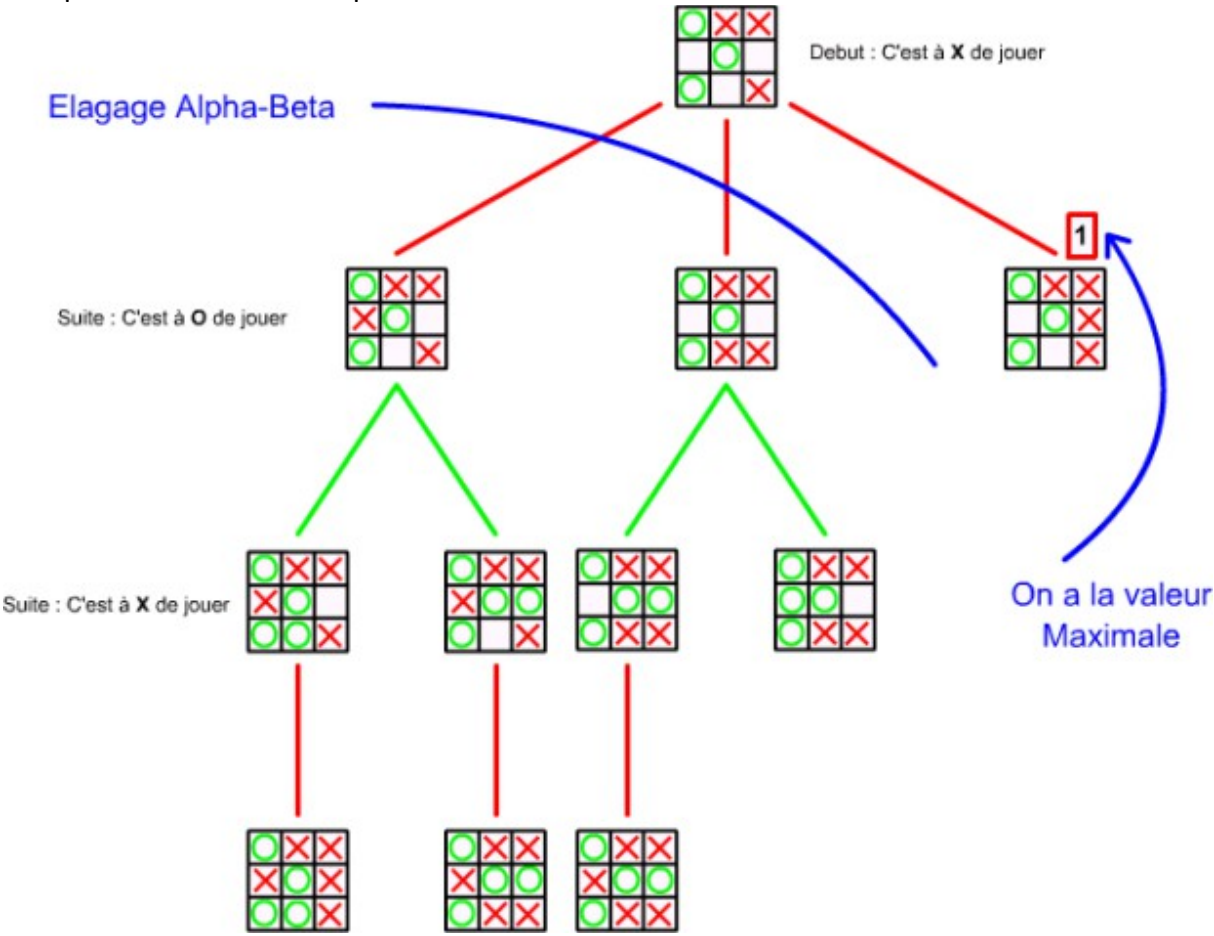 Debut : C'est à X de jouer
Elagage Alpha-Beta
1
Suite : C'est à O de jouer
Suite : C'est à X de jouer
On a la valeur
Maximale